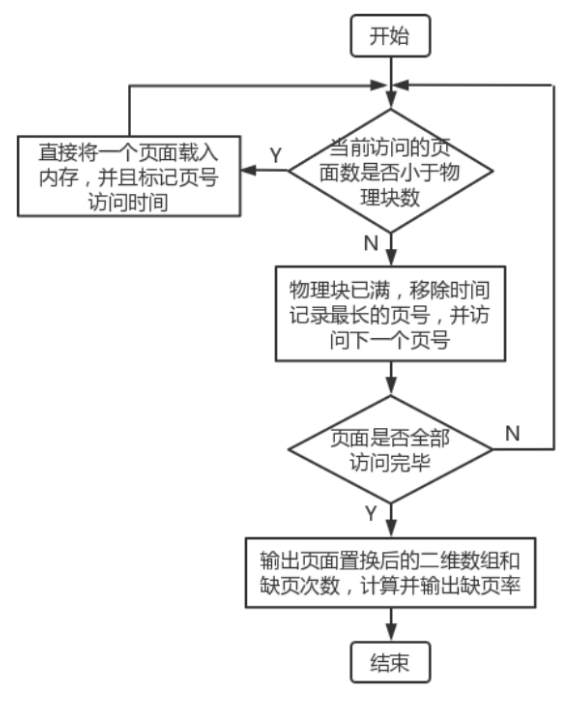 开始
当前访问的页
面数是否小于物
理块数
Y
直接将一个页面载入
内存，并且标记页号
访问时间
N
物理块已满，移除时间
记录最长的页号，并访
问下一个页号
页面是否全部
访问完毕
N
Y
输出页面置换后的二维数组和
缺页次数，计算并输出缺页率
结束